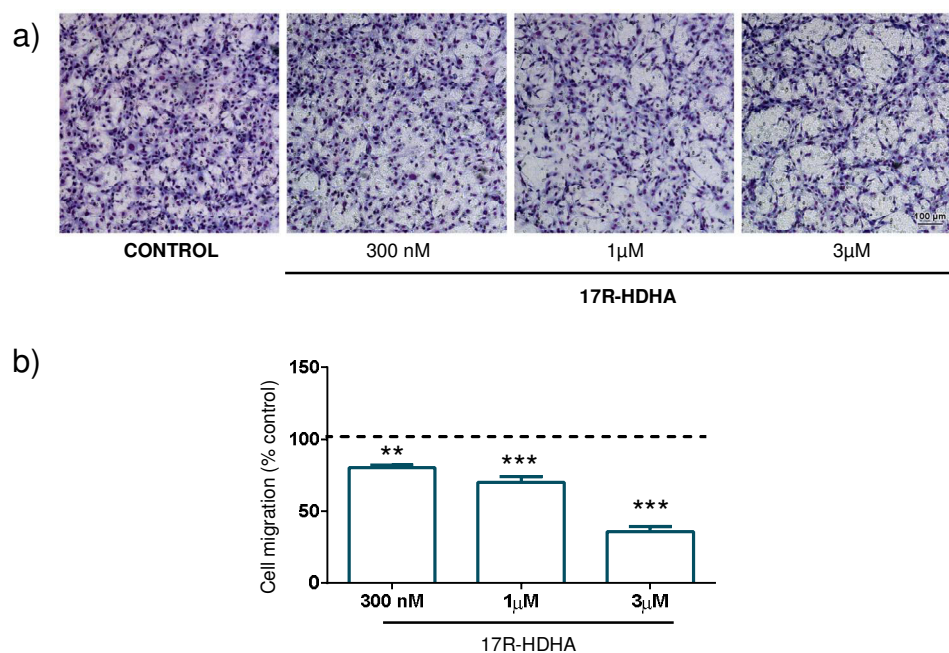 a)
100 µm
CONTROL 300 nM 1µM 3µM
17R-HDHA
b)
Cell migration (% control)
150
100
50
0
** *** ***
300 nM 1µM 3µM
17R-HDHA